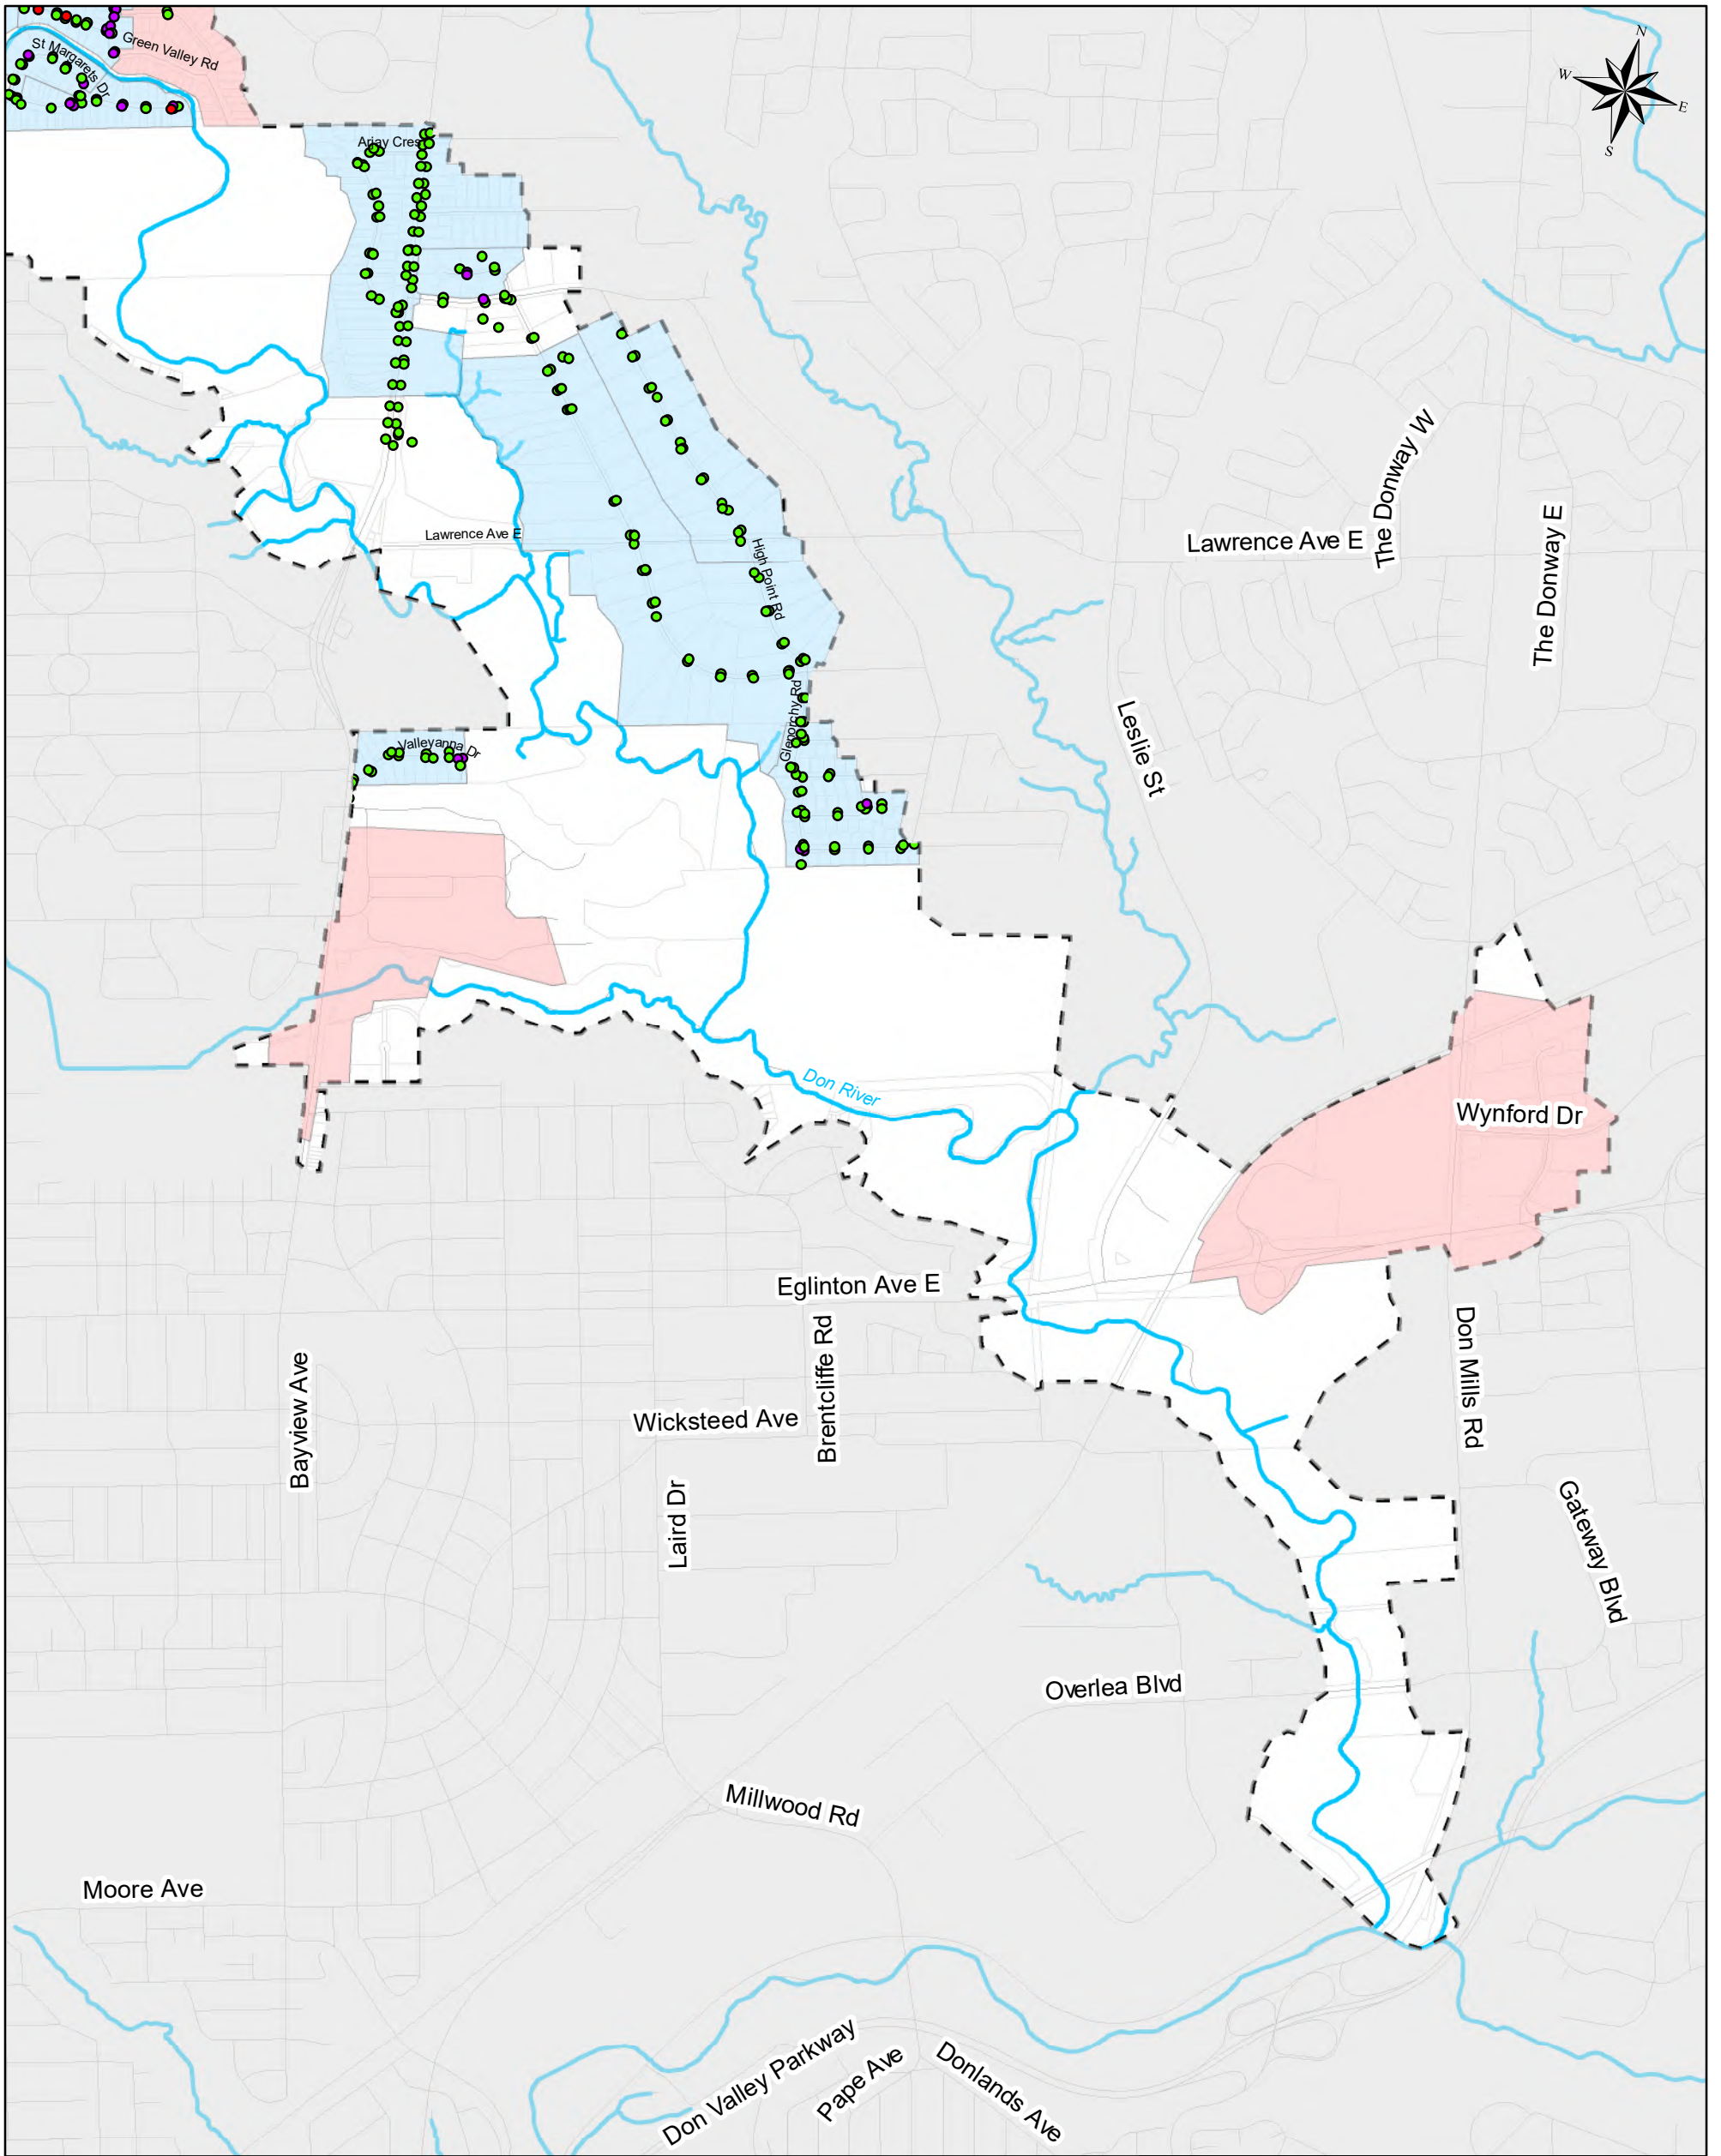 Green Valley Rd
St Margarets Dr
N
W
E
S
Arjay Cres
Lawrence Ave E
High Point Rd
The Donway W
Lawrence Ave E
The Donway E
Glenorchy Rd
Valleyanna Dr
Leslie St
Don River
Wynford Dr
Eglinton Ave E
Brentcliffe Rd
Don Mills Rd
Bayview Ave
Wicksteed Ave
Laird Dr
Gateway Blvd
Overlea Blvd
Millwood Rd
Moore Ave
Don Valley Parkway
Pape Ave
Donlands Ave